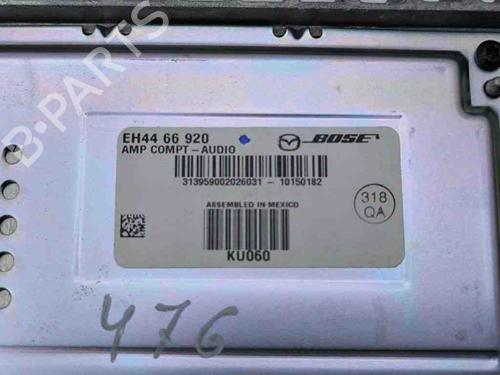 B-PARTS
EH44 66 920
BOSE
AMP COMPT - AUDIO
313959002026031 - 10150182
ASSEMBLED IN MEXICO
318
QA
KU060
476